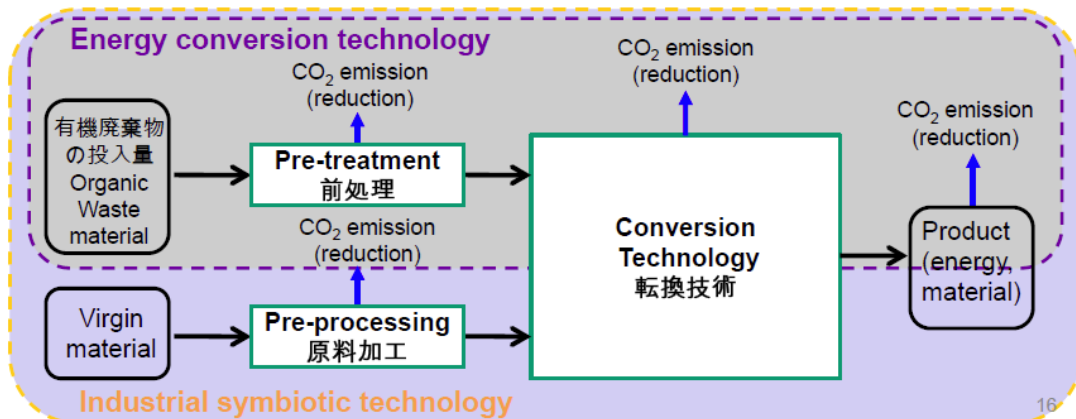 Energy conversion technology
CO₂ emission
(reduction)
CO₂ emission
(reduction)
CO₂ emission
(reduction)
有機廃棄物
の投入量
Organic
Waste
material
Pre-treatment
前処理
Conversion
Technology
転換技術
Product
(energy,
material)
CO₂ emission
(reduction)
Virgin
material
Pre-processing
原料加工
Industrial symbiotic technology
16